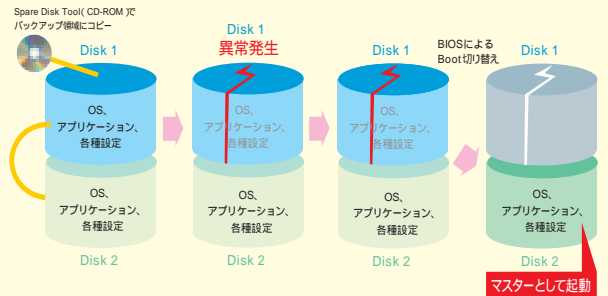 Spare Disk Tool( CD-ROM )で
バックアップ領域にコピー
Disk 1
OS、
アプリケーション、
各種設定
OS、
アプリケーション、
各種設定
Disk 2
Disk 1
異常発生
OS、
アプリケーション、
各種設定
OS、
アプリケーション、
各種設定
Disk 2
Disk 1
OS、
アプリケーション、
各種設定
OS、
アプリケーション、
各種設定
Disk 2
BIOSによる
Boot切り替え
Disk 1
OS、
アプリケーション、
各種設定
Disk 2
マスターとして起動